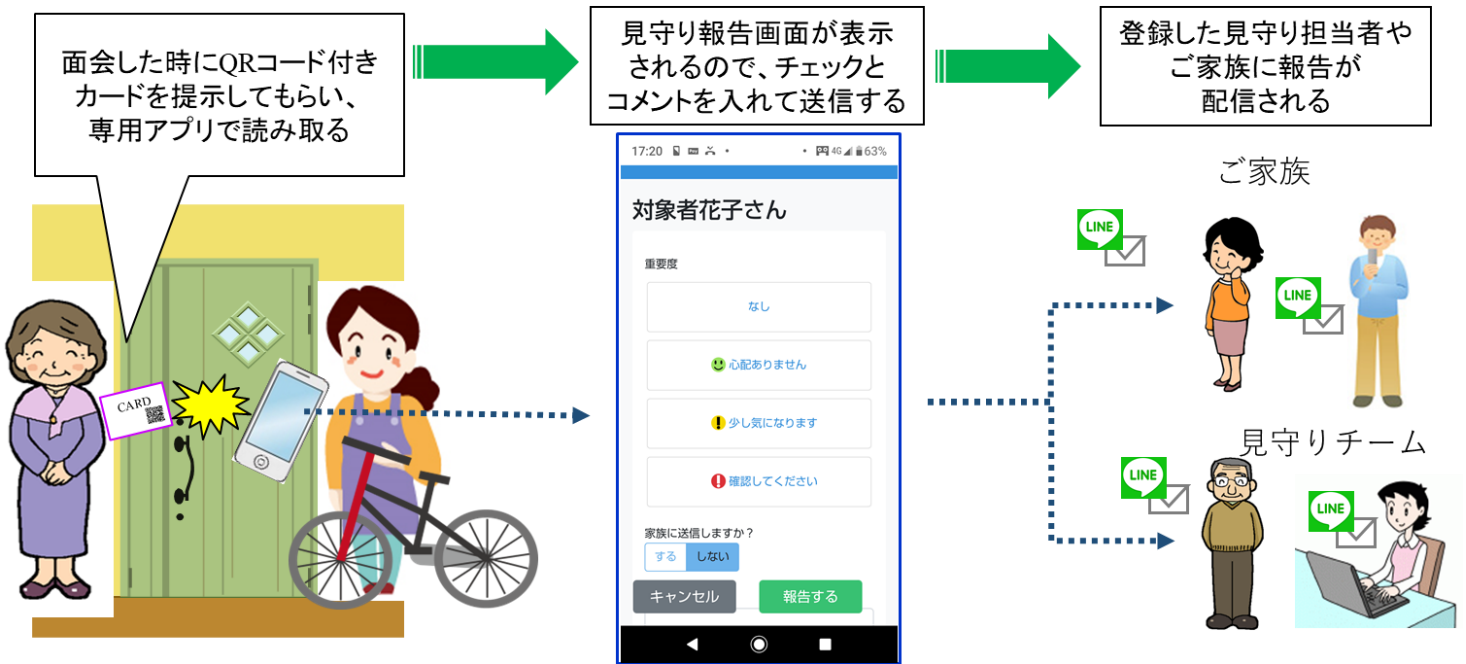 面会した時にQRコード付き
カードを提示してもらい、
専用アプリで読み取る
見守り報告画面が表示
されるので、チェックと
コメントを入れて送信する
登録した見守り担当者や
ご家族に報告が
配信される
CARD
17:20
4G 63%
対象者花子さん
重要度
なし
心配ありません
少し気になります
確認してください
家族に送信しますか？
する しない
キャンセル 報告する
ご家族
LINE
LINE
見守りチーム
LINE
LINE